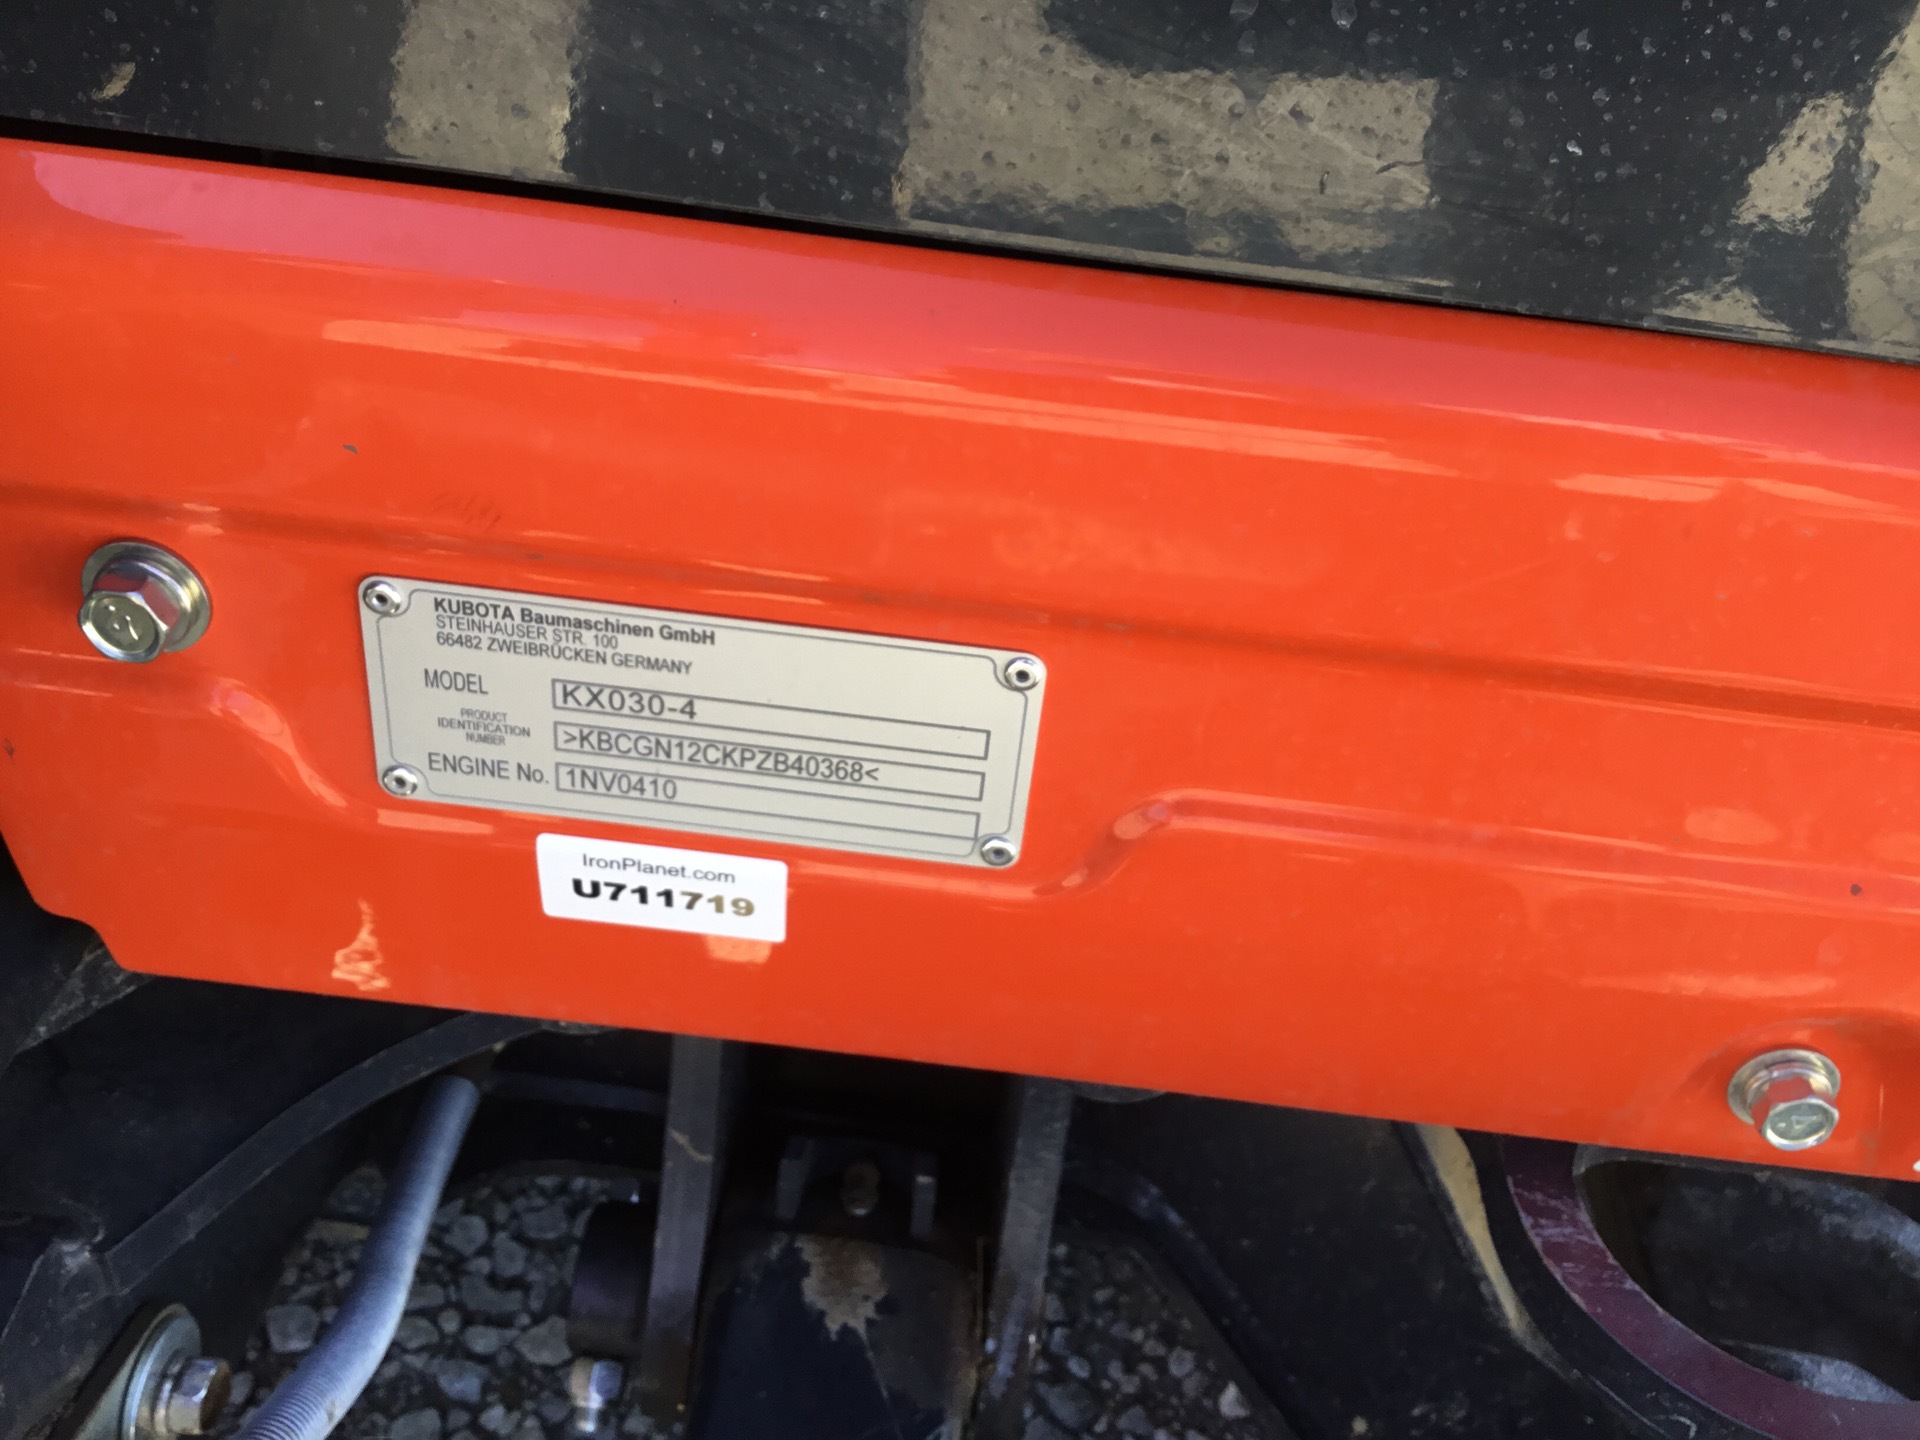 KUBOTA Baumaschinen GmbH
STEINHAUSER STR. 100
66482 ZWEIBRÜCKEN GERMANY
MODEL KX030-4
PRODUCT
IDENTIFICATION
NUMBER
>KBCGN12CKPZB40368<
ENGINE No. 1NV0410
IronPlanet.com
U711719